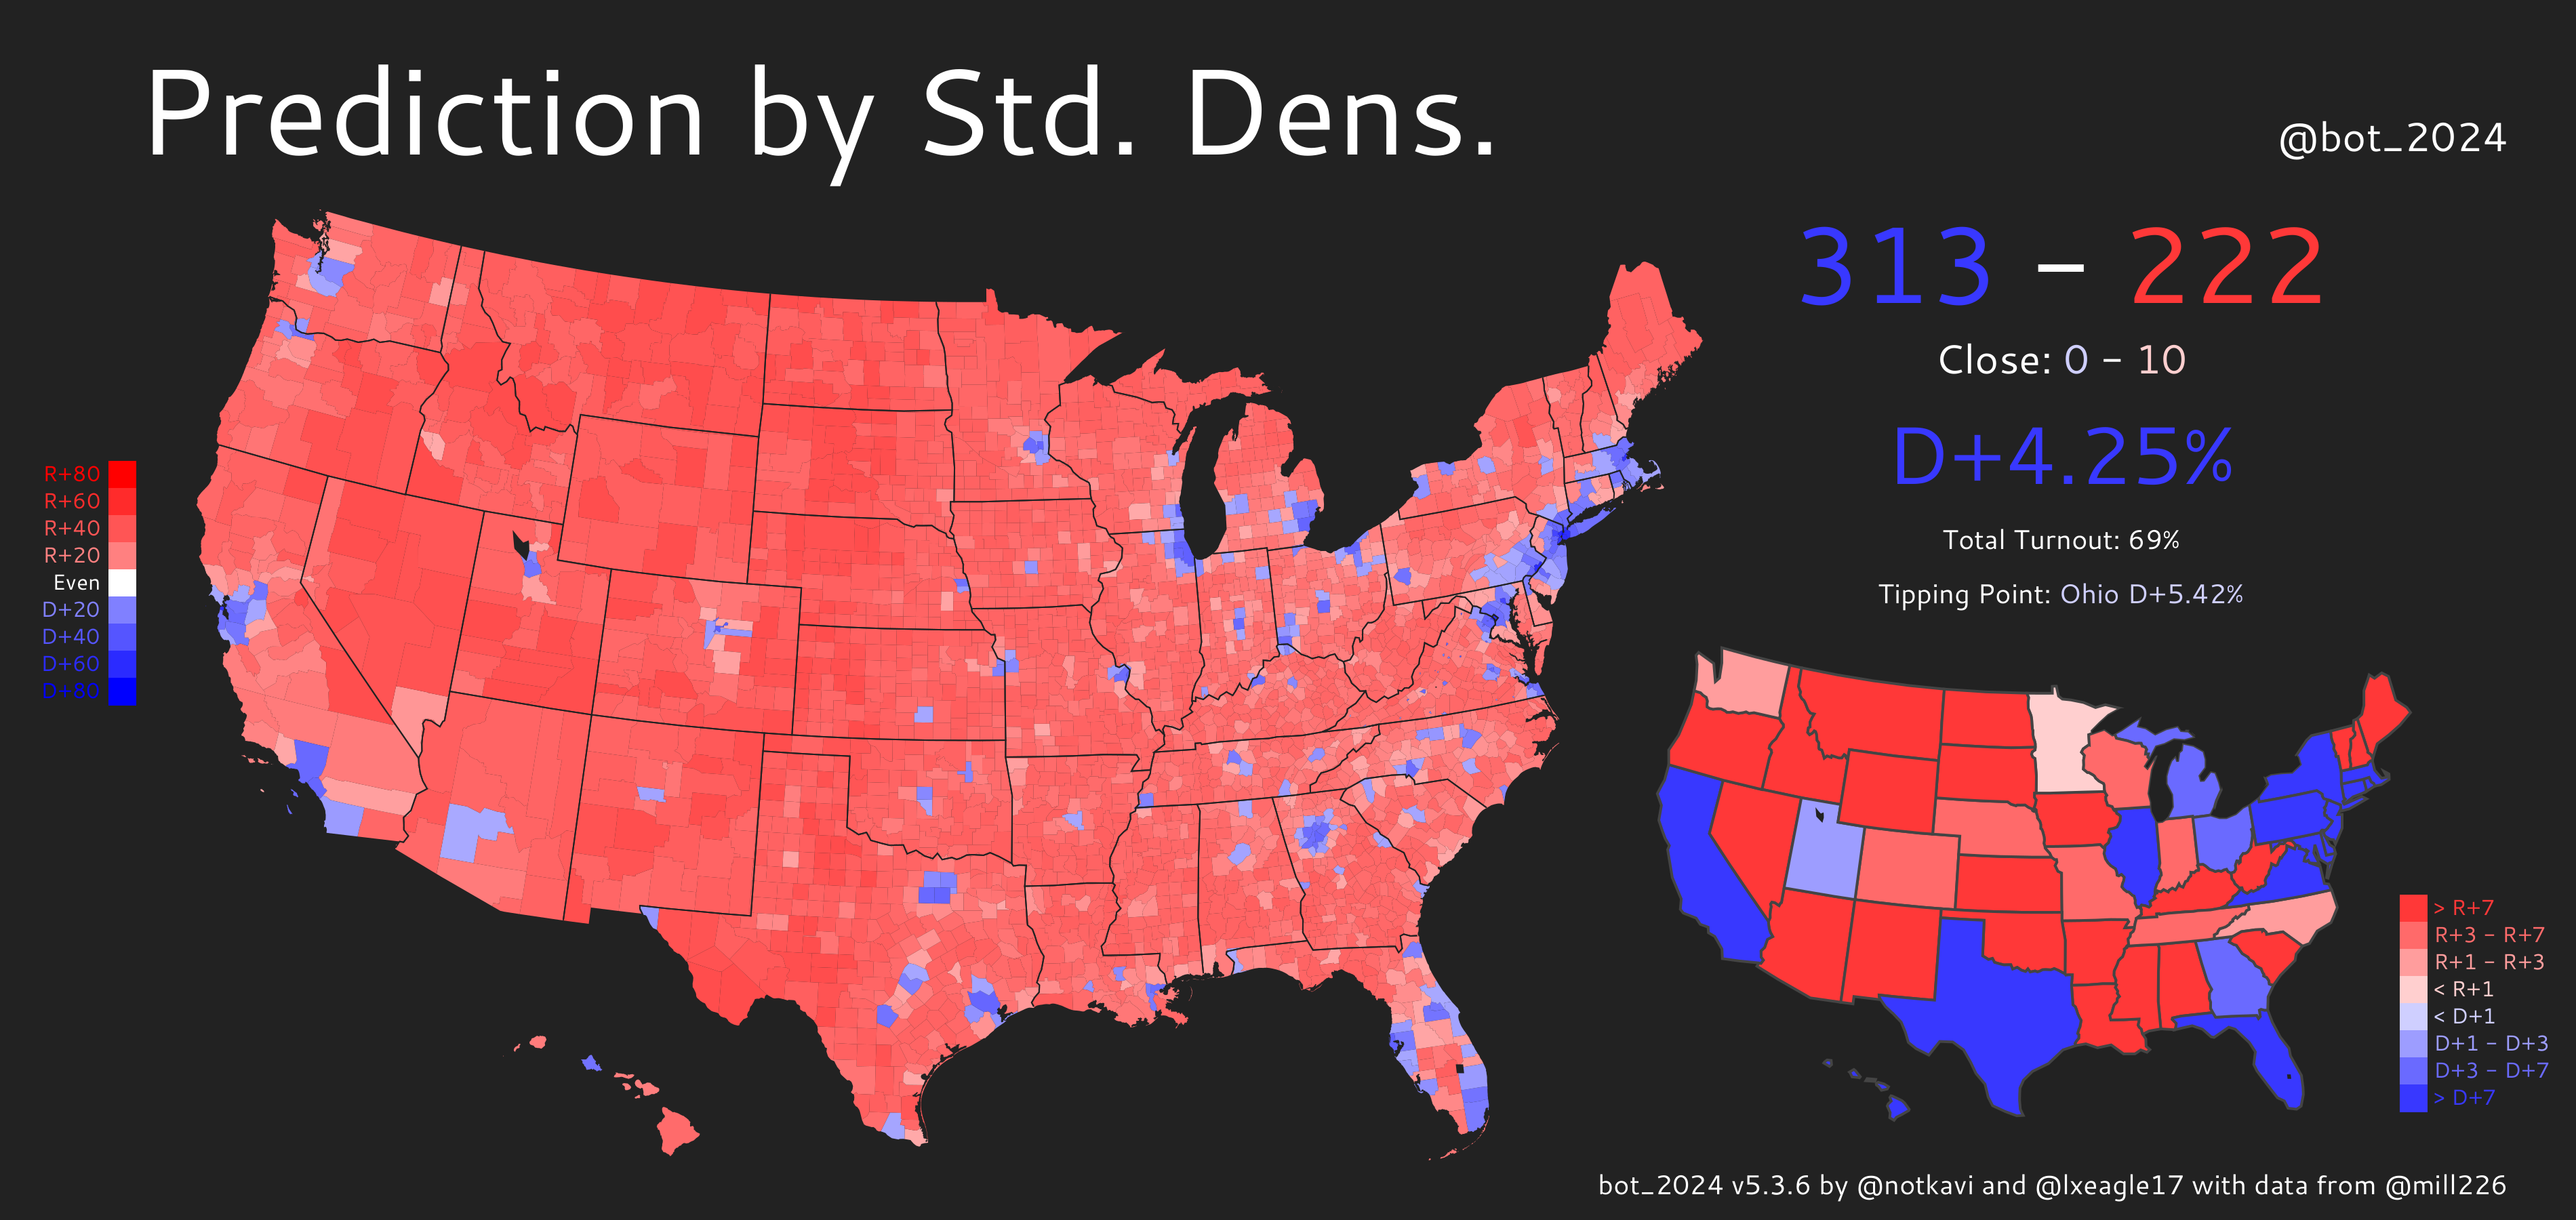 Prediction by Std. Dens.
@bot_2024
313 – 222
Close: 0 – 10
D+4.25%
Total Turnout: 69%
Tipping Point: Ohio D+5.42%
R+80
R+60
R+40
R+20
Even
D+20
D+40
D+60
D+80
> R+7
R+3 – R+7
R+1 – R+3
< R+1
< D+1
D+1 – D+3
D+3 – D+7
> D+7
bot_2024 v5.3.6 by @notkavi and @lxeagle17 with data from @mill226